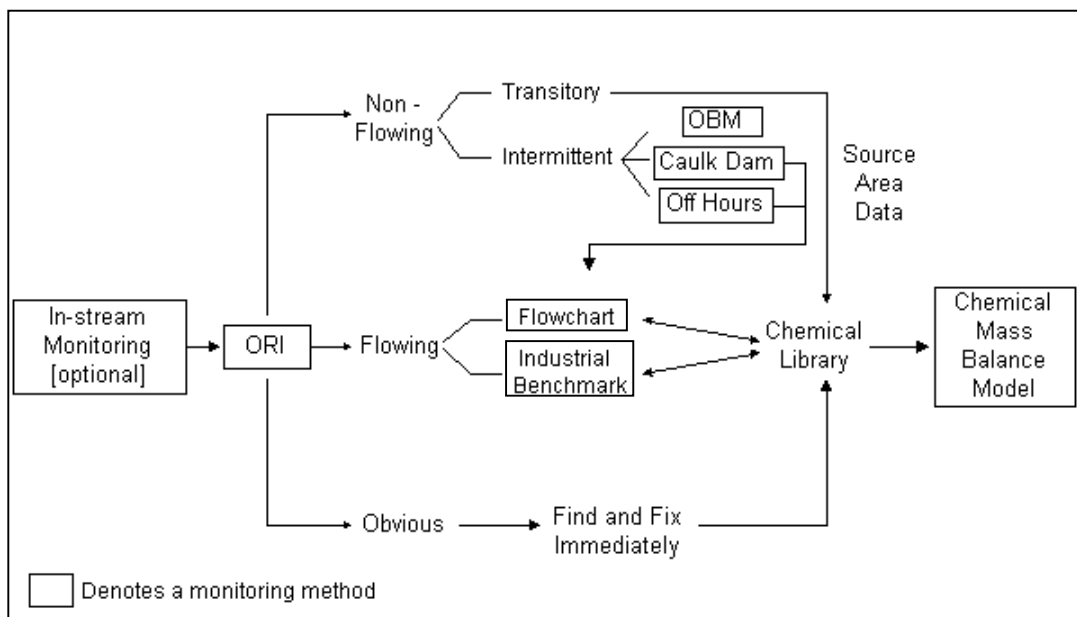 Non -
Flowing
Transitory
Intermittent
OBM
Caulk Dam
Off Hours
Source
Area
Data
In-stream
Monitoring
[optional]
ORI
Flowing
Flowchart
Industrial
Benchmark
Chemical
Library
Chemical
Mass
Balance
Model
Obvious
Find and Fix
Immediately
Denotes a monitoring method